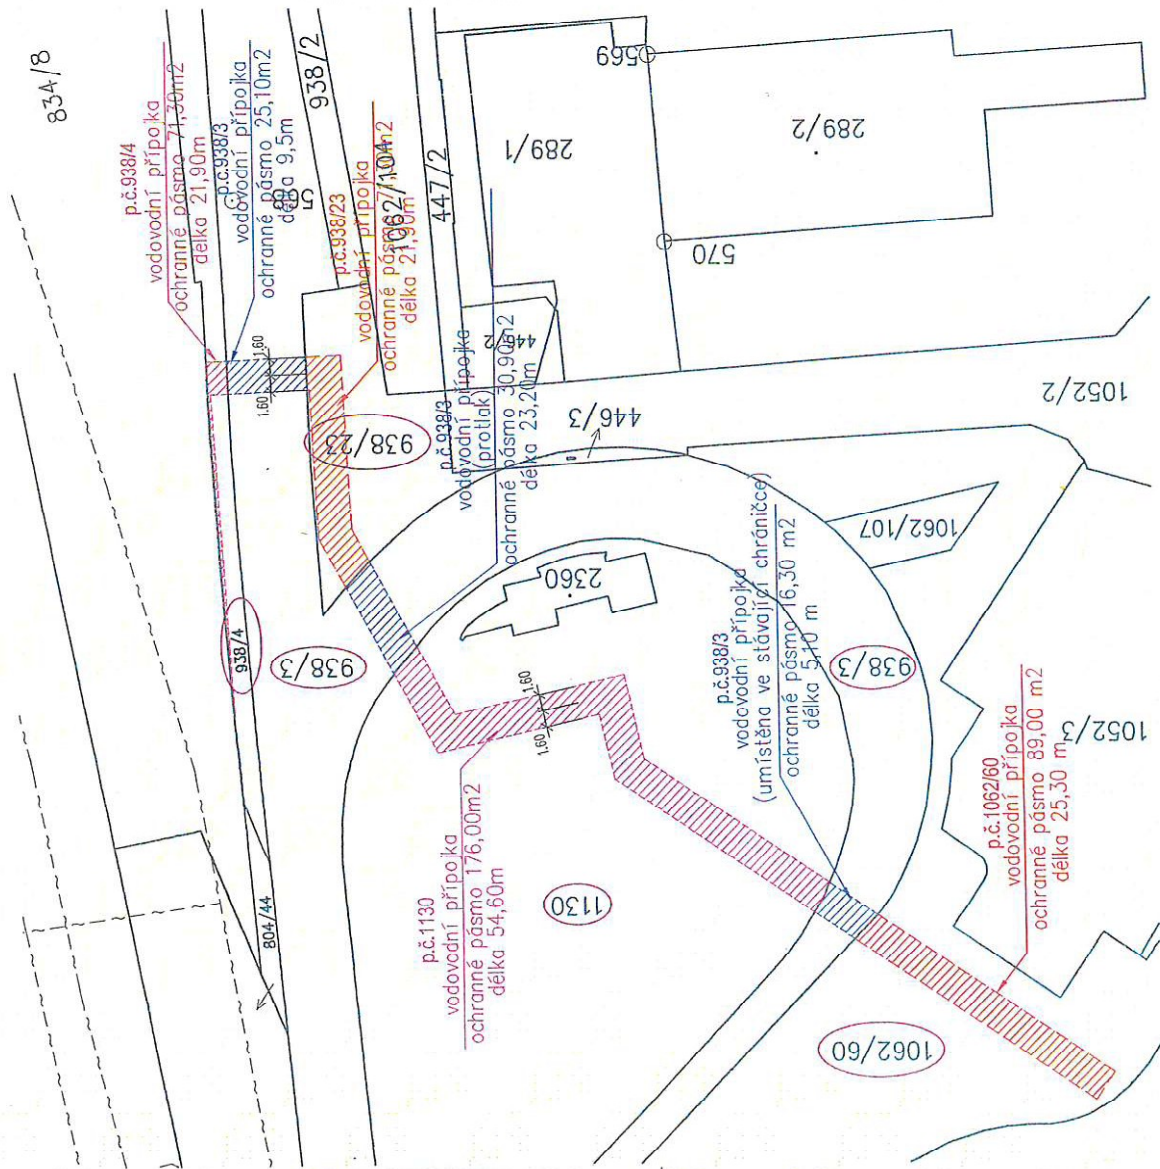 834/8
p.č.938/4
vodovodní přípojka
ochranné pásmo 71,30m2
délka 21,90m
p.č.938/3
vodovodní přípojka
ochranné pásmo 25,10m2
délka 9,5m
938/2
568
p.č.938/23
vodovodní přípojka
ochranné pásmo
délka 21,90m
1062/104
447/2
289/1
569
289/2
570
446/2
1.60
1.60
938/23
p.č.938/3
vodovodní přípojka
(protlak)
ochranné pásmo 30,90m2
délka 23,20m
446/3
1052/2
1062/107
2360
938/4
938/3
p.č.938/3
vodovodní přípojka
(umístěna ve stávající chráničce)
ochranné pásmo 16,30 m2
délka 5,10 m
938/3
1.60
1.60
1052/3
p.č.1062/60
vodovodní přípojka
ochranné pásmo 89,00 m2
délka 25,30 m
p.č.1130
vodovodní přípojka
ochranné pásmo 176,00m2
délka 54,60m
1130
804/44
1062/60